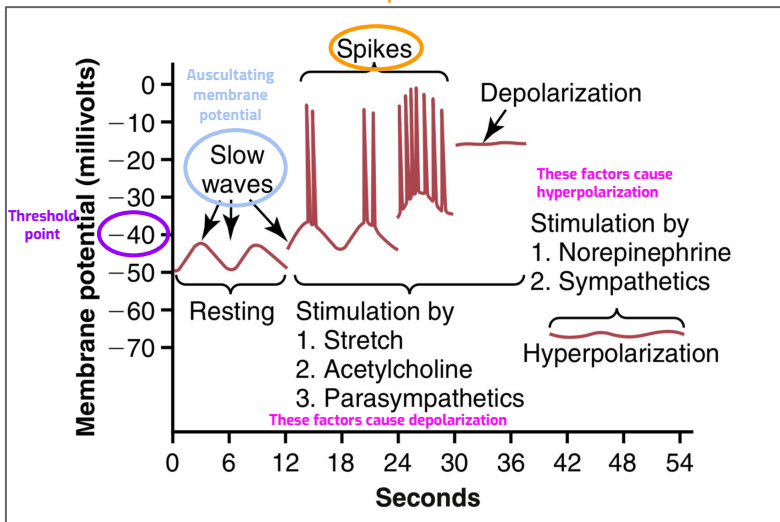 Spikes
Auscultating
membrane
potential
Slow
waves
Depolarization
These factors cause
hyperpolarization
Stimulation by
1. Norepinephrine
2. Sympathetics
Hyperpolarization
Threshold
point
Membrane potential (millivolts)
0
−10
−20
−30
−40
−50
−60
−70
Resting
Stimulation by
1. Stretch
2. Acetylcholine
3. Parasympathetics
These factors cause depolarization
0 6 12 18 24 30 36 42 48 54
Seconds